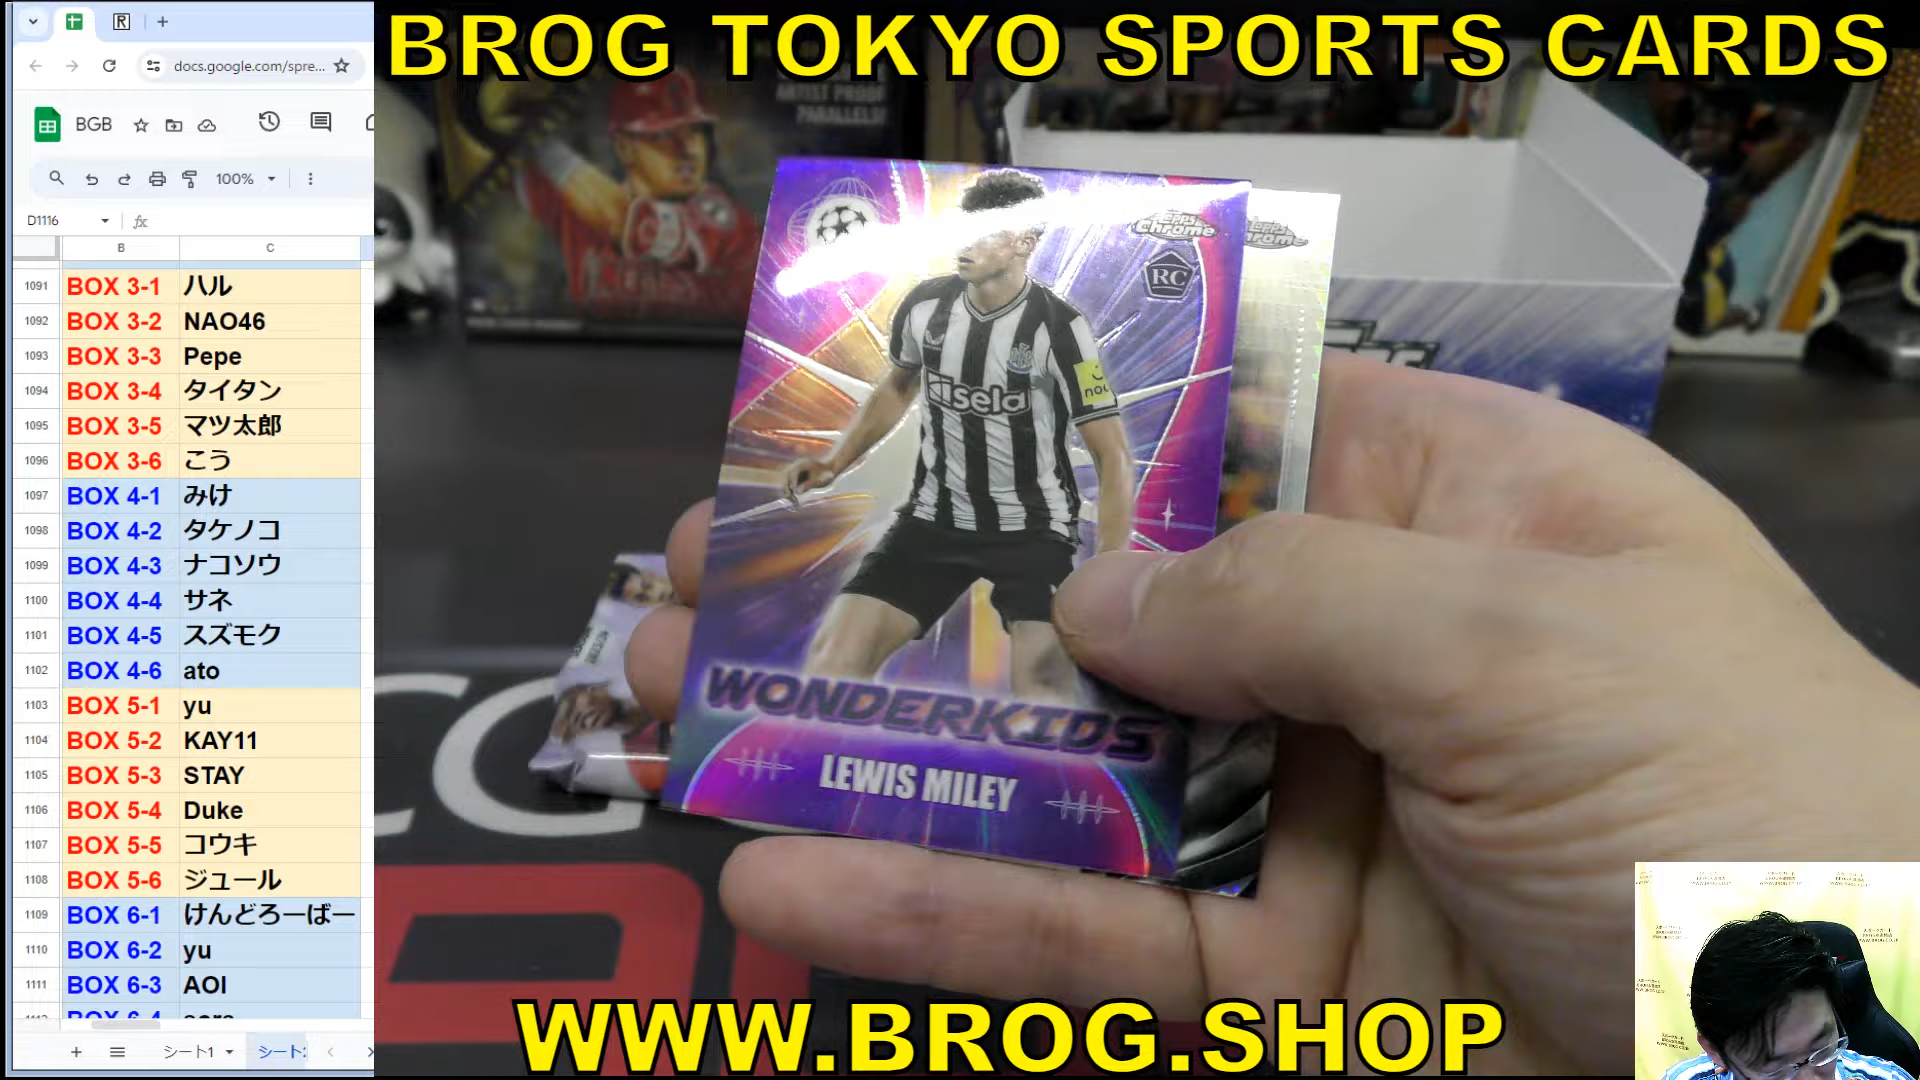 BROG TOKYO SPORTS CARDS
docs.google.com/spre...
BGB
100%
D1116
fx
B C
1091 BOX 3-1 ハル
1092 BOX 3-2 NAO46
1093 BOX 3-3 Pepe
1094 BOX 3-4 タイタン
1095 BOX 3-5 マツ太郎
1096 BOX 3-6 こう
1097 BOX 4-1 みけ
1098 BOX 4-2 タケノコ
1099 BOX 4-3 ナコソウ
1100 BOX 4-4 サネ
1101 BOX 4-5 スズモク
1102 BOX 4-6 ato
1103 BOX 5-1 yu
1104 BOX 5-2 KAY11
1105 BOX 5-3 STAY
1106 BOX 5-4 Duke
1107 BOX 5-5 コウキ
1108 BOX 5-6 ジュール
1109 BOX 6-1 けんどろーばー
1110 BOX 6-2 yu
1111 BOX 6-3 AOI
シート1
ARTIST PROOF
PARALLELS!
Topps
Chrome
RC
sela
noo
WONDERKIDS
LEWIS MILEY
WWW.BROG.SHOP